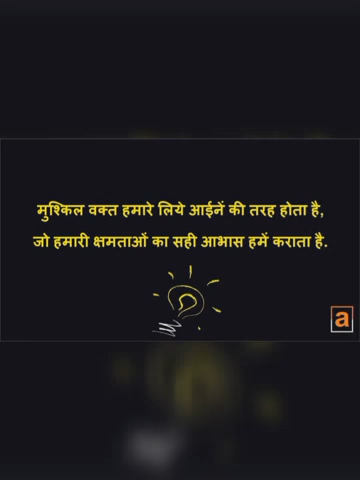 मुश्किल वक्त हमारे लिये आईनें की तरह होता है,
जो हमारी क्षमताओं का सही आभास हमें कराता है.
a